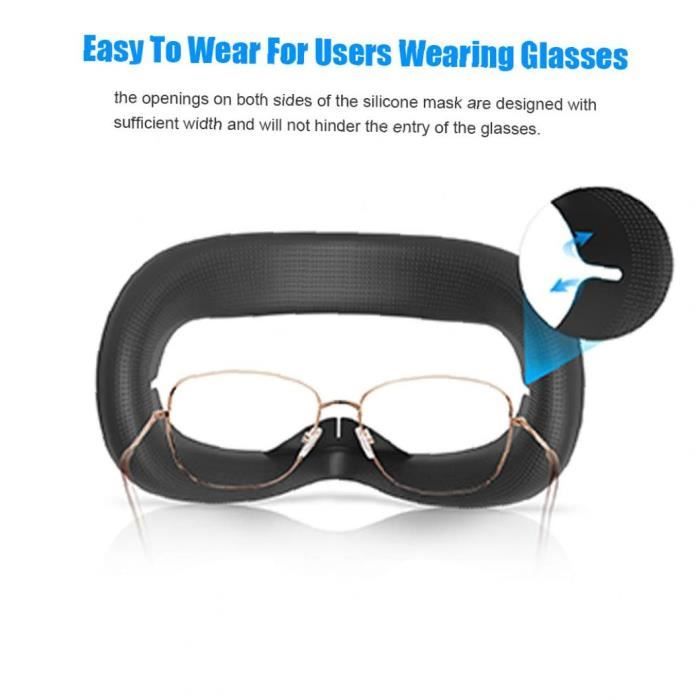 Easy To Wear For Users Wearing Glasses
the openings on both sides of the silicone mask are designed with
sufficient width and will not hinder the entry of the glasses.